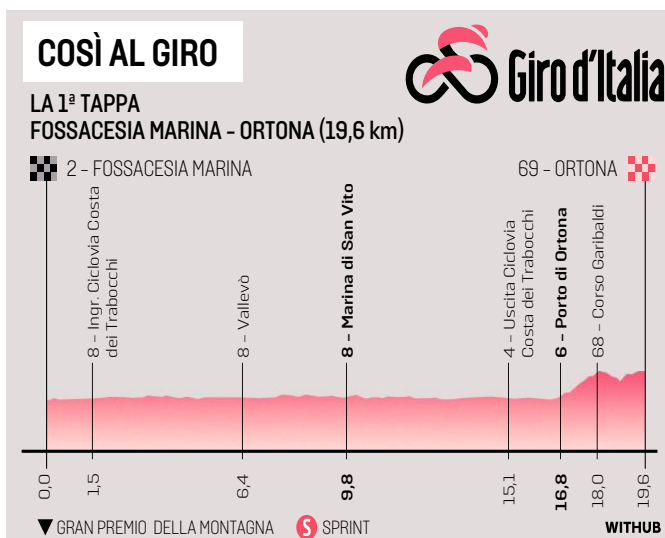 COSÌ AL GIRO
Giro d'Italia
LA 1ª TAPPA
FOSSACESIA MARINA - ORTONA (19,6 km)
2 - FOSSACESIA MARINA
69 - ORTONA
8 - Ingr. Ciclovia Costa
dei Trabocchi
8 - Vallevò
8 - Marina di San Vito
4 - Uscita Ciclovia
Costa dei Trabocchi
6 - Porto di Ortona
68 - Corso Garibaldi
0,0
1,5
6,4
9,8
15,1
16,8
18,0
19,6
GRAN PREMIO DELLA MONTAGNA
S SPRINT
WITHUB